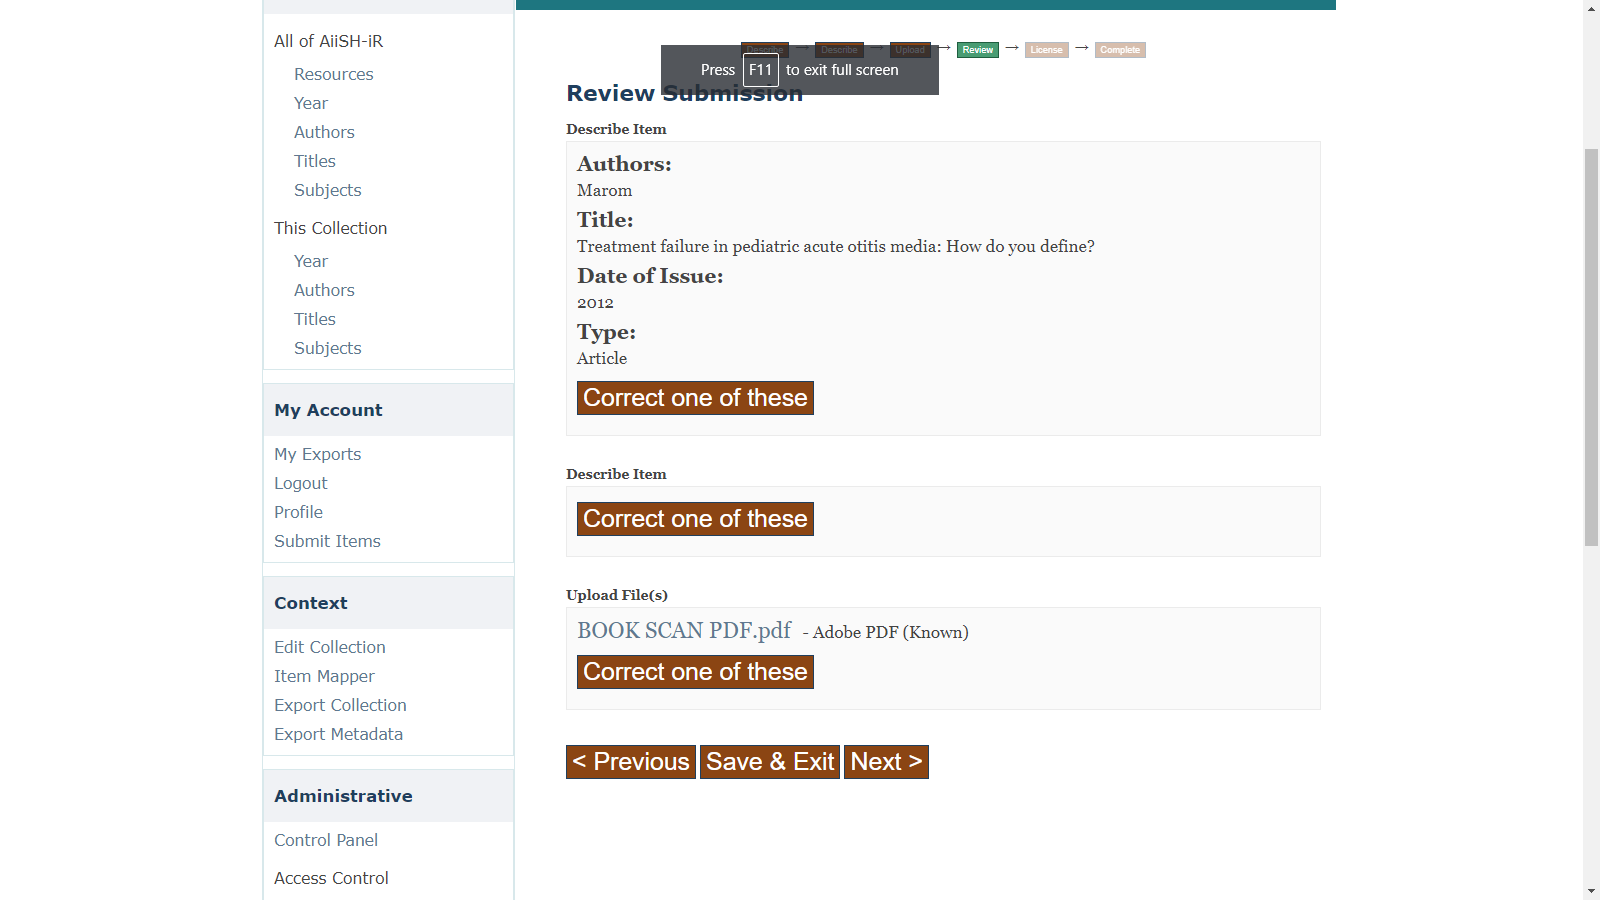 All of AiiSH-iR
Resources
Year
Authors
Titles
Subjects
This Collection
Year
Authors
Titles
Subjects
My Account
My Exports
Logout
Profile
Submit Items
Context
Edit Collection
Item Mapper
Export Collection
Export Metadata
Administrative
Control Panel
Access Control
Describe → Describe → Upload → Review → License → Complete
Press F11 to exit full screen
Review Submission
Describe Item
Authors:
Marom
Title:
Treatment failure in pediatric acute otitis media: How do you define?
Date of Issue:
2012
Type:
Article
Correct one of these
Describe Item
Correct one of these
Upload File(s)
BOOK SCAN PDF.pdf - Adobe PDF (Known)
Correct one of these
< Previous Save & Exit Next >